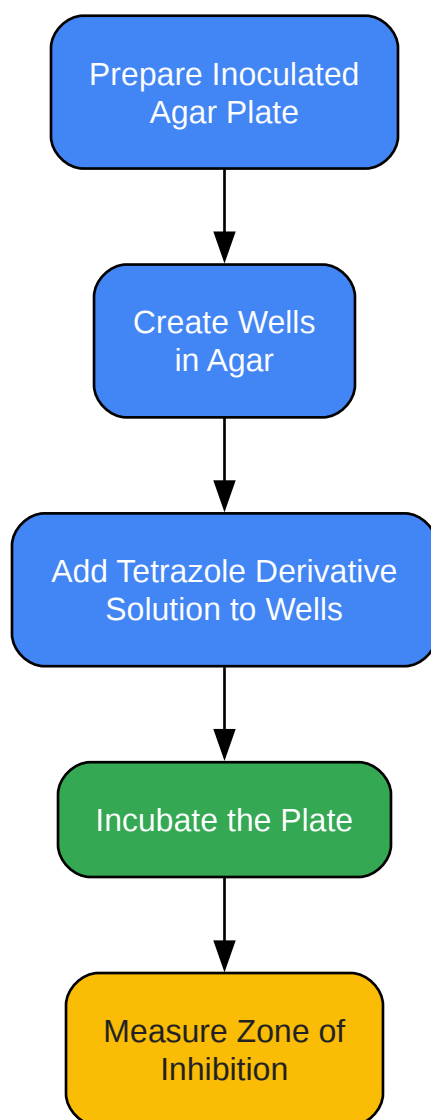 Prepare Inoculated
Agar Plate
Create Wells
in Agar
Add Tetrazole Derivative
Solution to Wells
Incubate the Plate
Measure Zone of
Inhibition